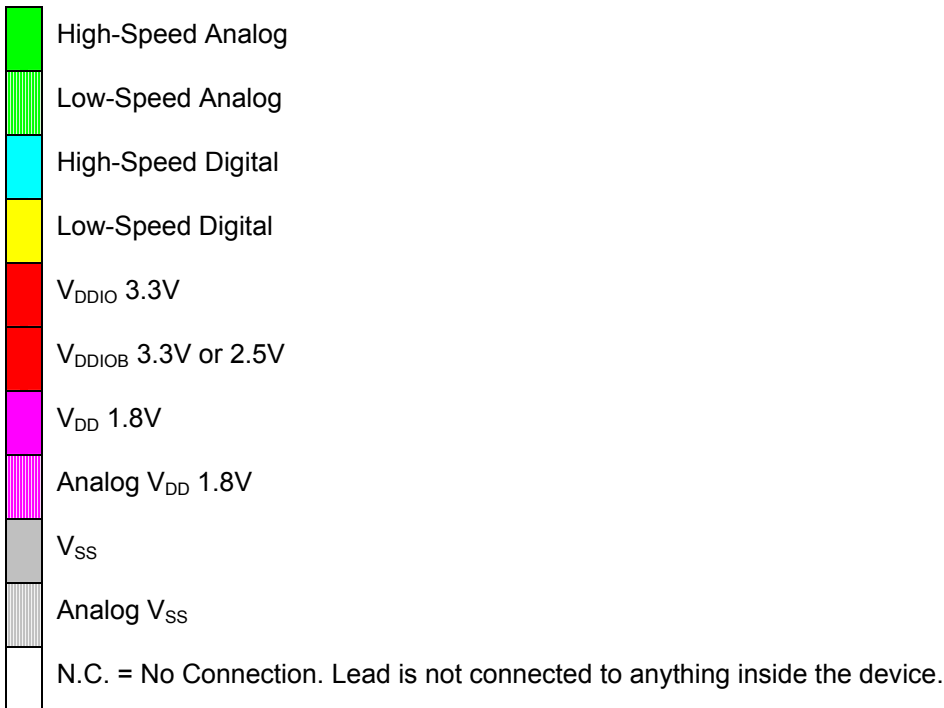 High-Speed Analog
Low-Speed Analog
High-Speed Digital
Low-Speed Digital
VDDIO 3.3V
VDDIOB 3.3V or 2.5V
VDD 1.8V
Analog VDD 1.8V
VSS
Analog VSS
N.C. = No Connection. Lead is not connected to anything inside the device.